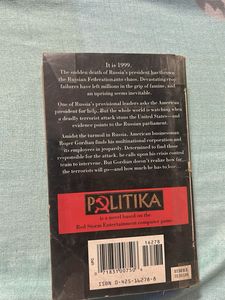 It is 1999.
The sudden death of Russia's president has thrown
the Russian Federation into chaos. Devastating crop
failures have left millions in the grip of famine, and
an uprising seems inevitable.
One of Russia's provisional leaders asks the American
president for help. But the whole world is watching when
a deadly terrorist attack stuns the United States—and
evidence points to the Russian parliament.
Amidst the turmoil in Russia, American businessman
Roger Gordian finds his multinational corporation and
its employees in jeopardy. Determined to find those
responsible for the attack, he calls upon his crisis control
team to intervene. But Gordian doesn't realize how far
the terrorists will go—and how much he has to lose...
POLITIKA
is a novel based on the
Red Storm Entertainment computer game
16278
ISBN 0-425-16278-8